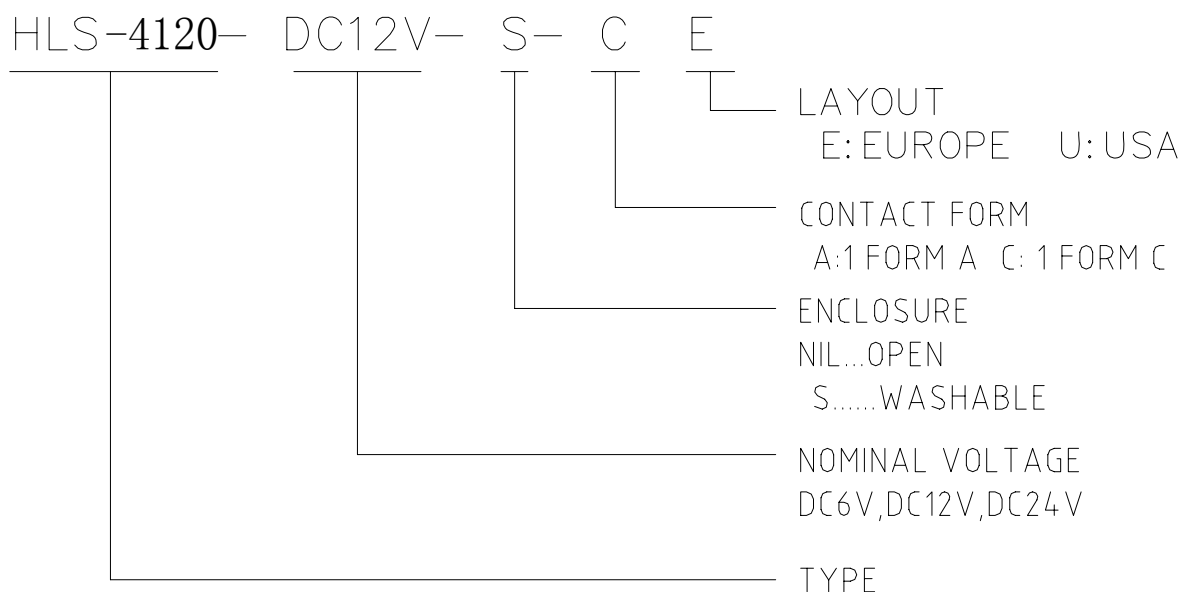 HLS-4120- DC12V- S- C E
LAYOUT
E:EUROPE U:USA
CONTACT FORM
A:1 FORM A C: 1 FORM C
ENCLOSURE
NIL...OPEN
S......WASHABLE
NOMINAL VOLTAGE
DC6V,DC12V,DC24V
TYPE